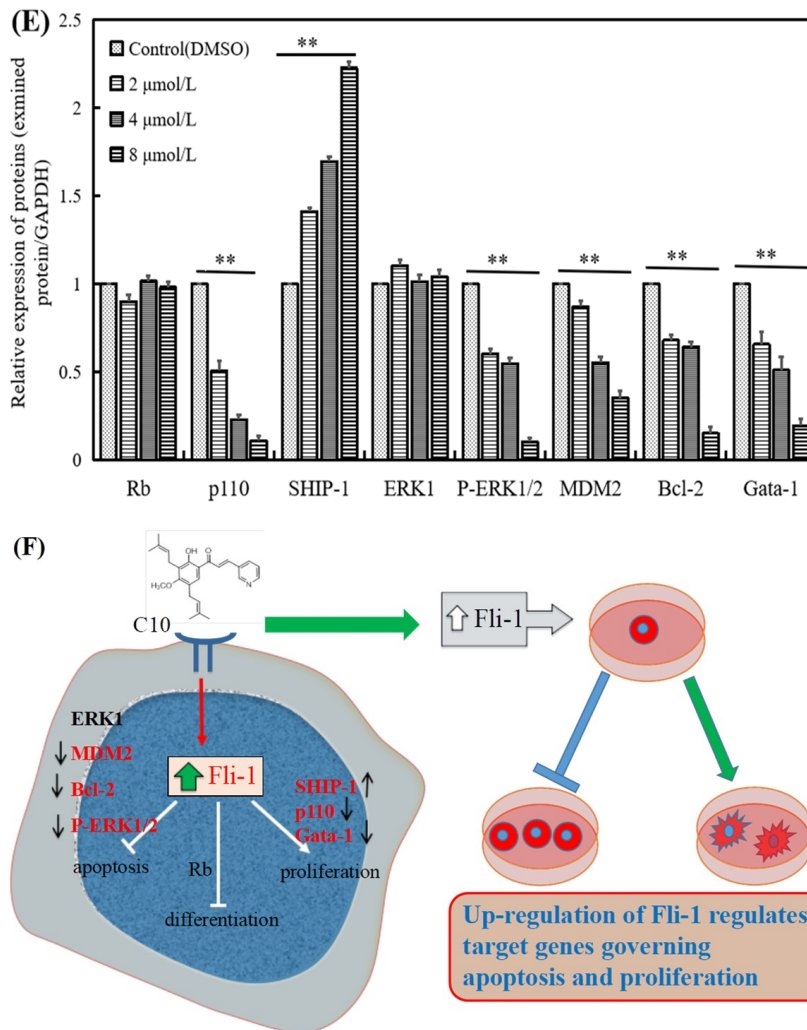 (E)
Relative expression of proteins (exmined
protein/GAPDH)
2.5
2
1.5
1
0.5
0
Control(DMSO)
2 μmol/L
4 μmol/L
8 μmol/L
**
**
**
**
**
**
Rb
p110
SHIP-1
ERK1
P-ERK1/2
MDM2
Bcl-2
Gata-1
(F)
OH
O
H₃CO
N
C10
Fli-1
ERK1
MDM2
Bcl-2
P-ERK1/2
apoptosis
Fli-1
SHIP-1
p110
Gata-1
Rb
proliferation
differentiation
Up-regulation of Fli-1 regulates
target genes governing
apoptosis and proliferation